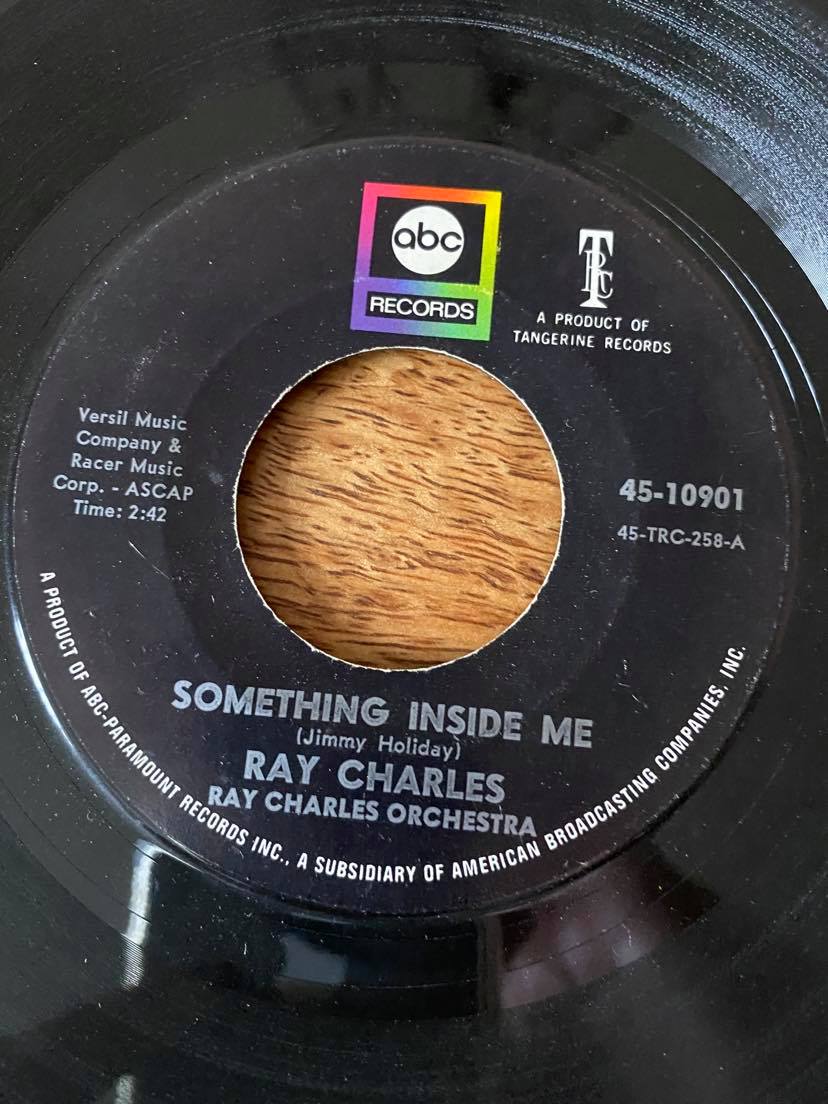 abc
RECORDS
TRC
A PRODUCT OF
TANGERINE RECORDS
Versil Music
Company &
Racer Music
Corp. - ASCAP
Time: 2:42
45-10901
45-TRC-258-A
SOMETHING INSIDE ME
(Jimmy Holiday)
RAY CHARLES
RAY CHARLES ORCHESTRA
A PRODUCT OF ABC-PARAMOUNT RECORDS INC., A SUBSIDIARY OF AMERICAN BROADCASTING COMPANIES, INC.